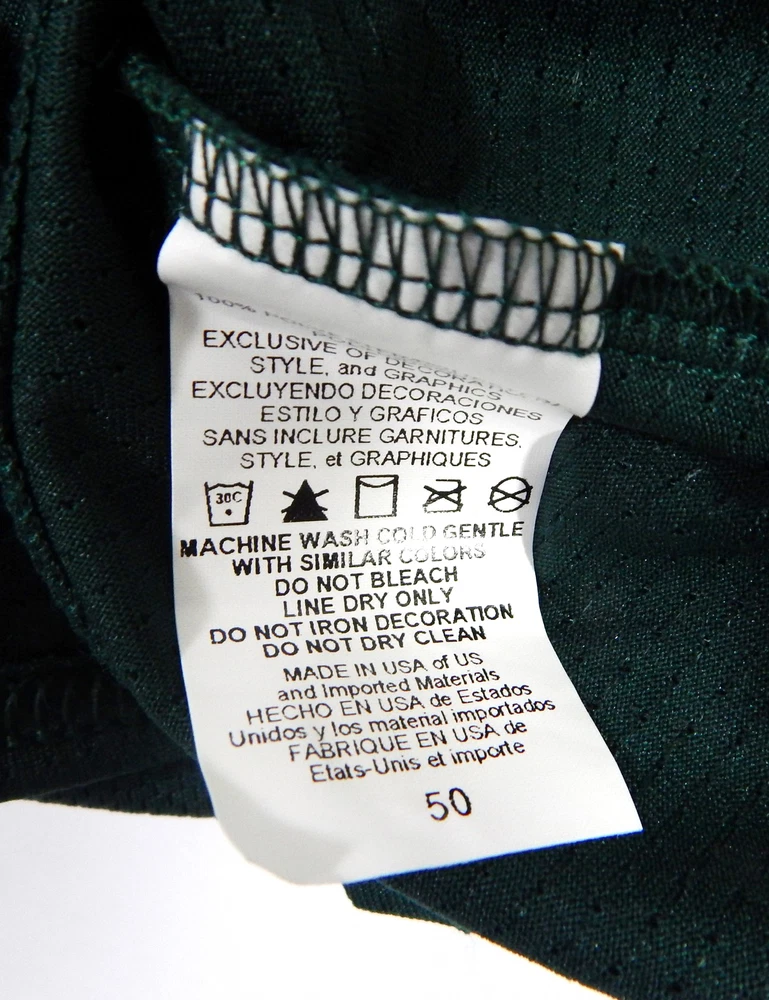 100%
EXCLUSIVE OF DECORATION
STYLE, and GRAPHICS
EXCLUYENDO DECORACIONES
ESTILO Y GRAFICOS
SANS INCLURE GARNITURES,
STYLE, et GRAPHIQUES
30C
MACHINE WASH COLD GENTLE
WITH SIMILAR COLORS
DO NOT BLEACH
LINE DRY ONLY
DO NOT IRON DECORATION
DO NOT DRY CLEAN
MADE IN USA of US
and Imported Materials
HECHO EN USA de Estados
Unidos y los material importados
FABRIQUE EN USA de
Etats-Unis et importe
50